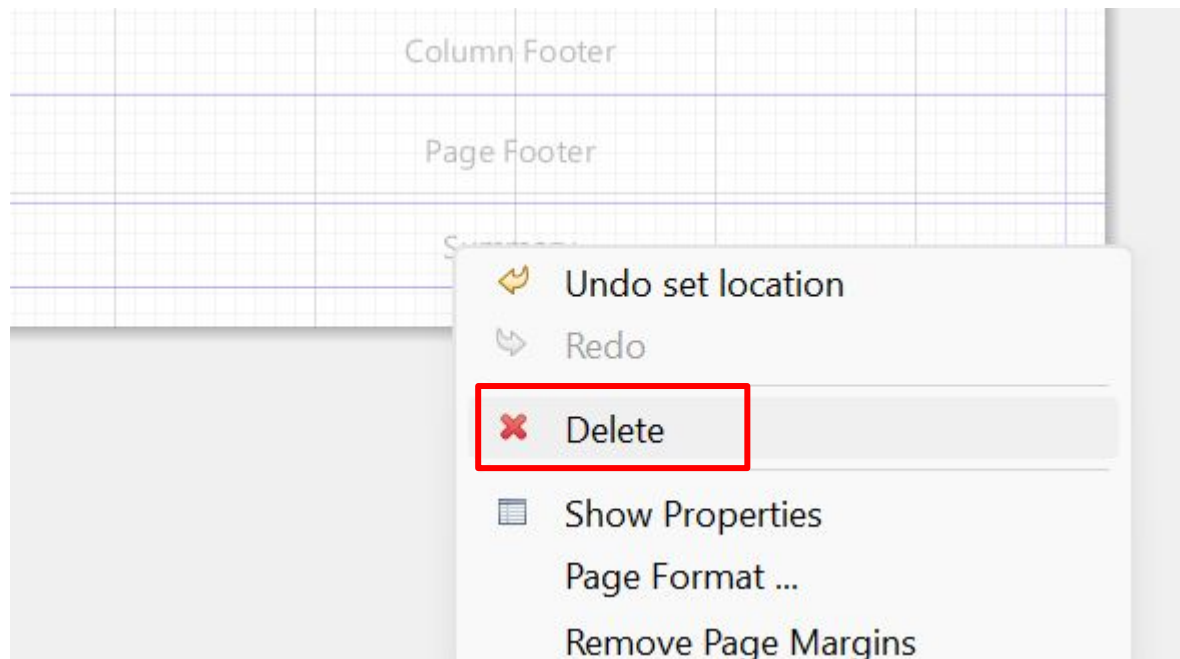 Column Footer
Page Footer
Undo set location
Redo
Delete
Show Properties
Page Format ...
Remove Page Margins